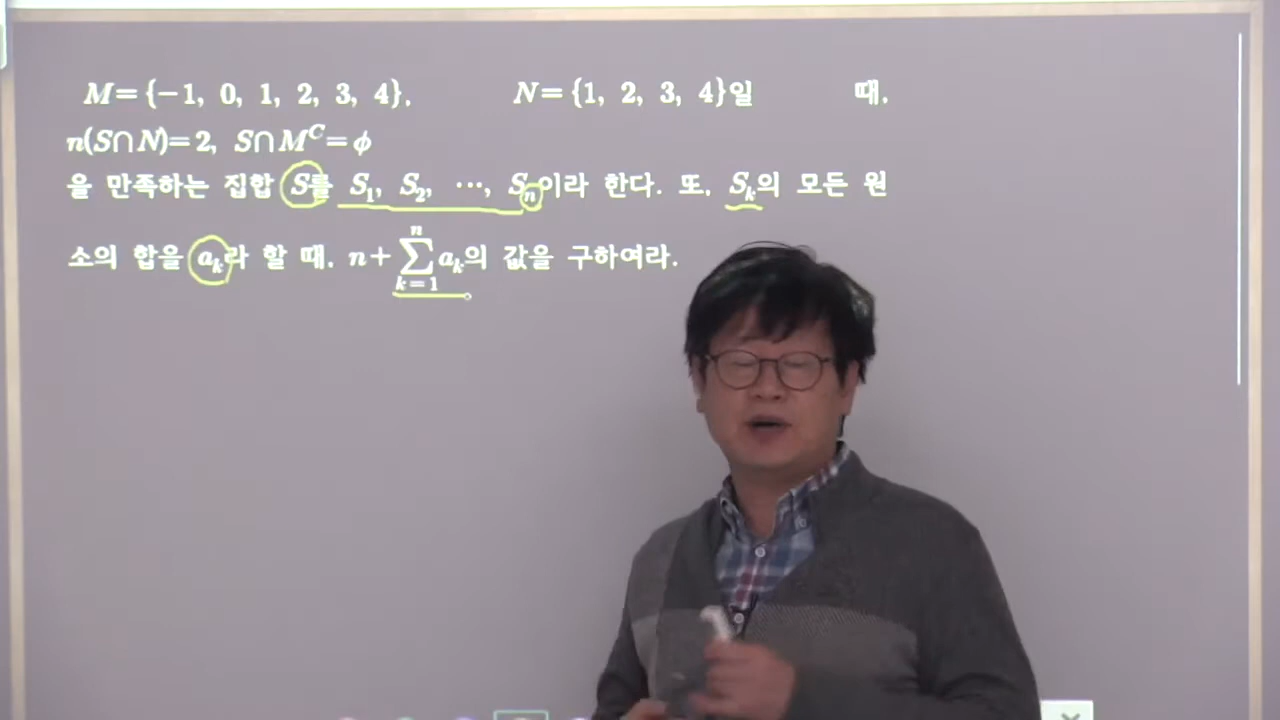 M={−1, 0, 1, 2, 3, 4}, N={1, 2, 3, 4}일 때,
n(S∩N)=2, S∩M^C=ϕ
을 만족하는 집합 S를 S₁, S₂, ⋯, Sₙ이라 한다. 또, Sₖ의 모든 원
소의 합을 aₖ라 할 때, n+∑_{k=1}^{n} aₖ의 값을 구하여라.